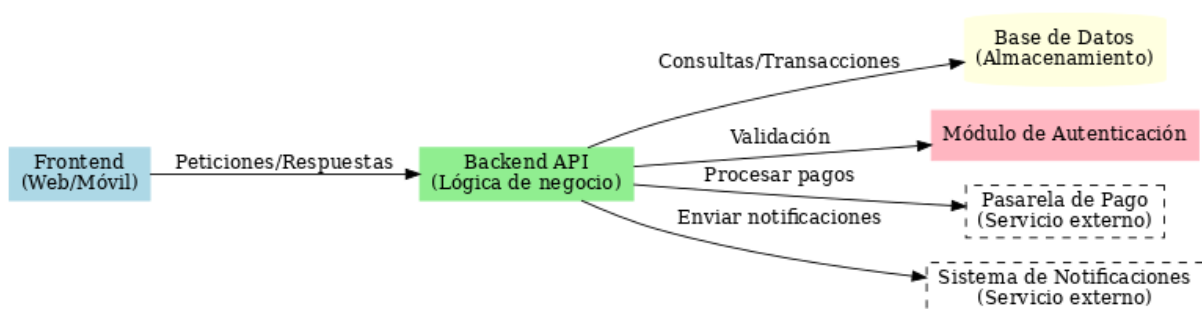 Frontend
(Web/Móvil)
Peticiones/Respuestas
Backend API
(Lógica de negocio)
Consultas/Transacciones
Base de Datos
(Almacenamiento)
Validación
Módulo de Autenticación
Procesar pagos
Pasarela de Pago
(Servicio externo)
Enviar notificaciones
Sistema de Notificaciones
(Servicio externo)